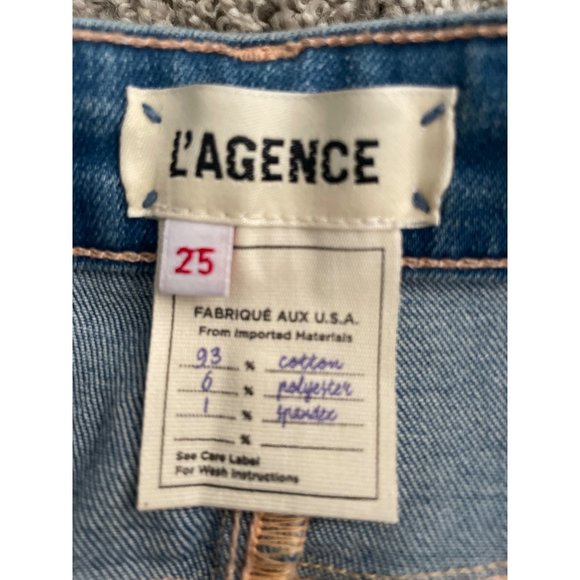 L'AGENCE
25
FABRIQUÉ AUX U.S.A.
From Imported Materials
93 % cotton
6 % polyester
1 % spandex
%
See Care Label
For Wash Instructions